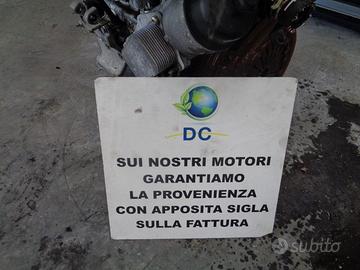 DC
SUI NOSTRI MOTORI
GARANTIAMO
LA PROVENIENZA
CON APPOSITA SIGLA
SULLA FATTURA
subito